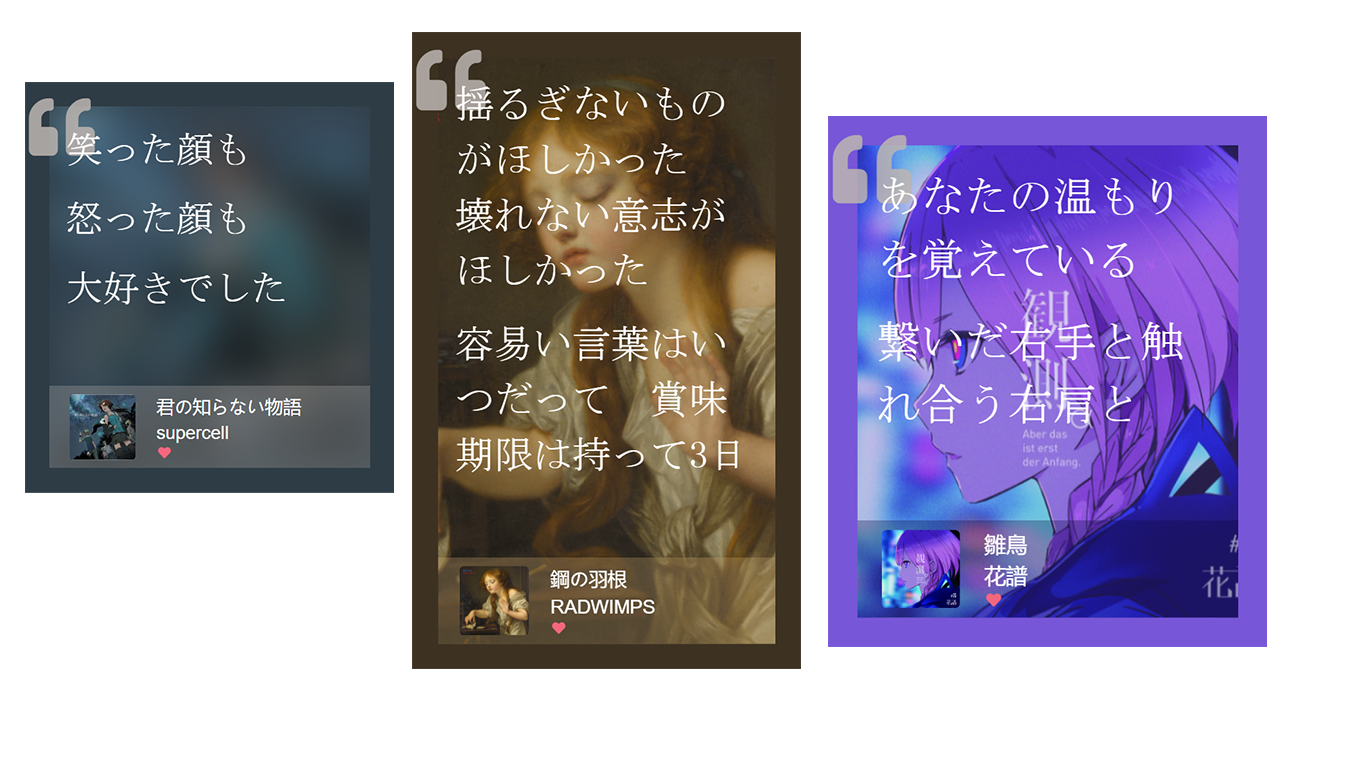 笑った顔も
怒った顔も
大好きでした
君の知らない物語
supercell
揺るぎないもの
がほしかった
壊れない意志が
ほしかった
容易い言葉はい
つだって　賞味
期限は持って3日
鋼の羽根
RADWIMPS
あなたの温もり
を覚えている
繋いだ右手と触
れ合う右肩と
観測。
Aber das
ist erst
der Anfang.
雛鳥
花譜
#
花譜